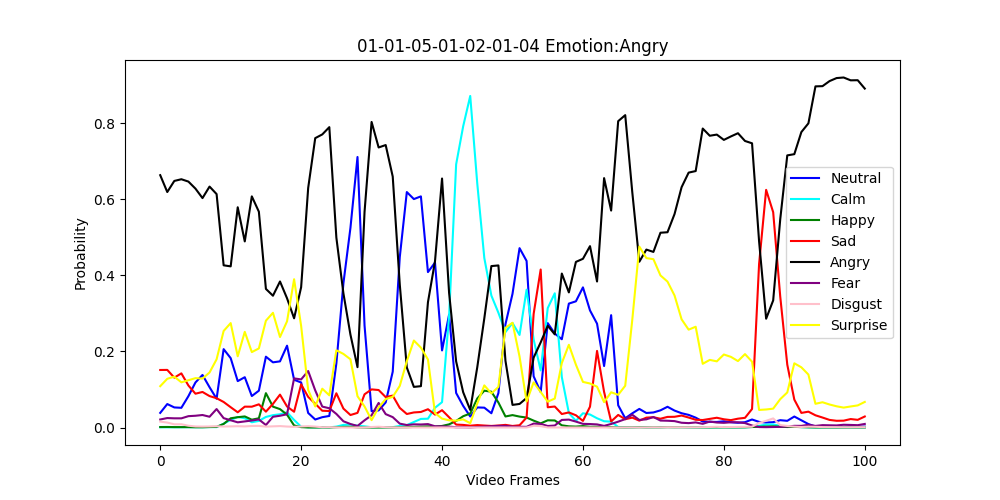 01-01-05-01-02-01-04 Emotion:Angry
Probability
0.8
0.6
0.4
0.2
0.0
0 20 40 60 80 100
Video Frames
Neutral
Calm
Happy
Sad
Angry
Fear
Disgust
Surprise